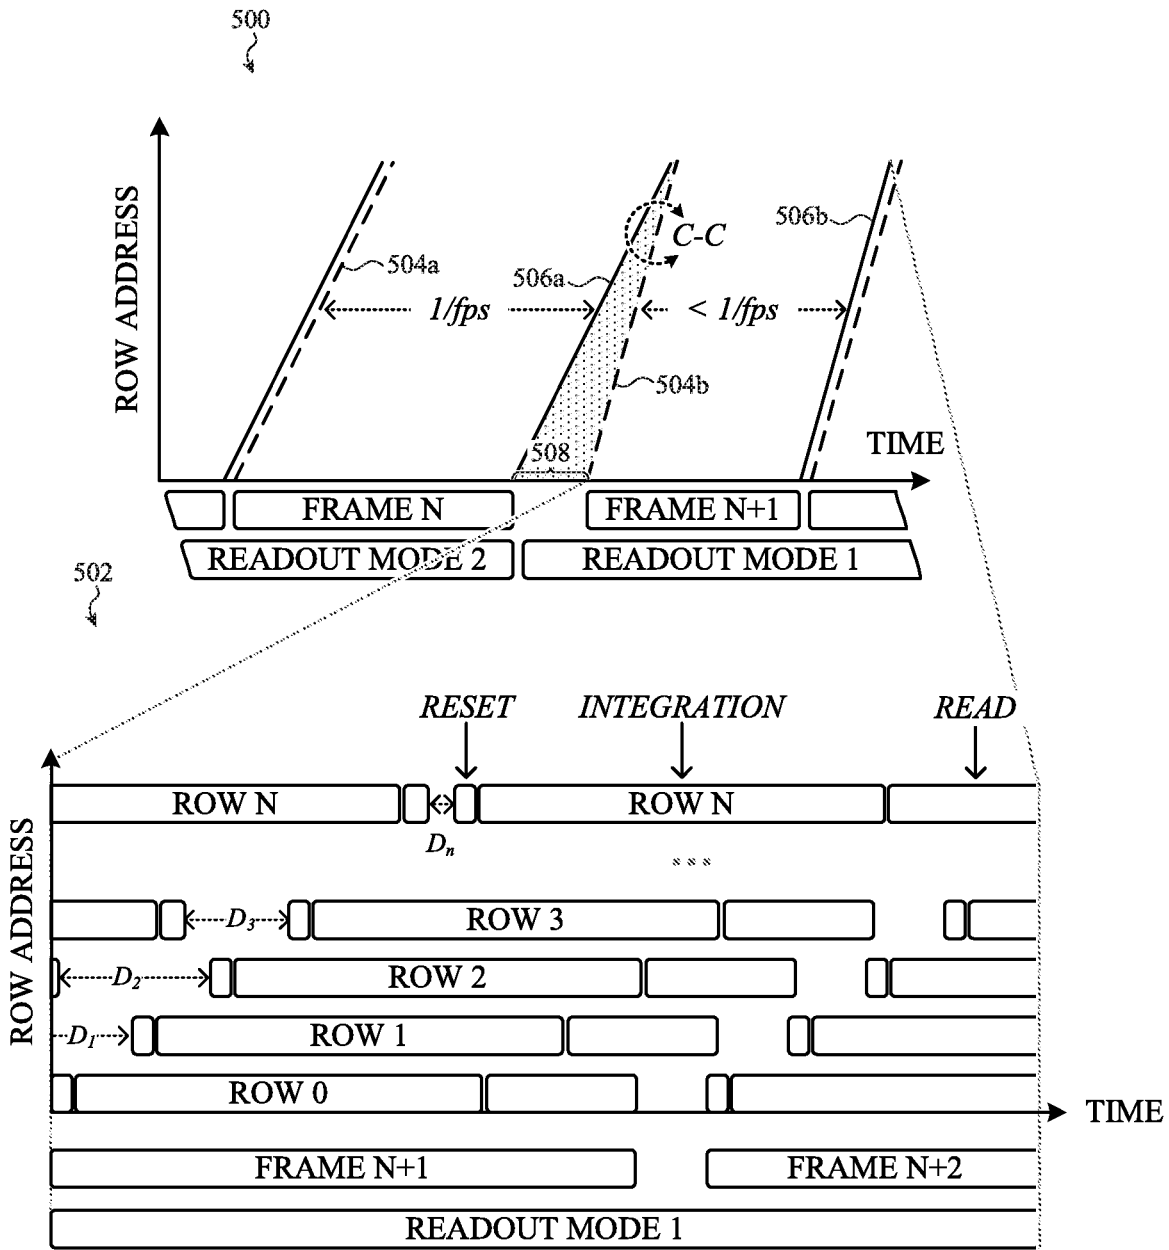 500
ROW ADDRESS
504a
1/fps
506a
C-C
506b
< 1/fps
504b
508
TIME
FRAME N
FRAME N+1
READOUT MODE 2
READOUT MODE 1
502
RESET
INTEGRATION
READ
ROW ADDRESS
ROW N
ROW N
Dn
D3
ROW 3
D2
ROW 2
D1
ROW 1
ROW 0
TIME
FRAME N+1
FRAME N+2
READOUT MODE 1